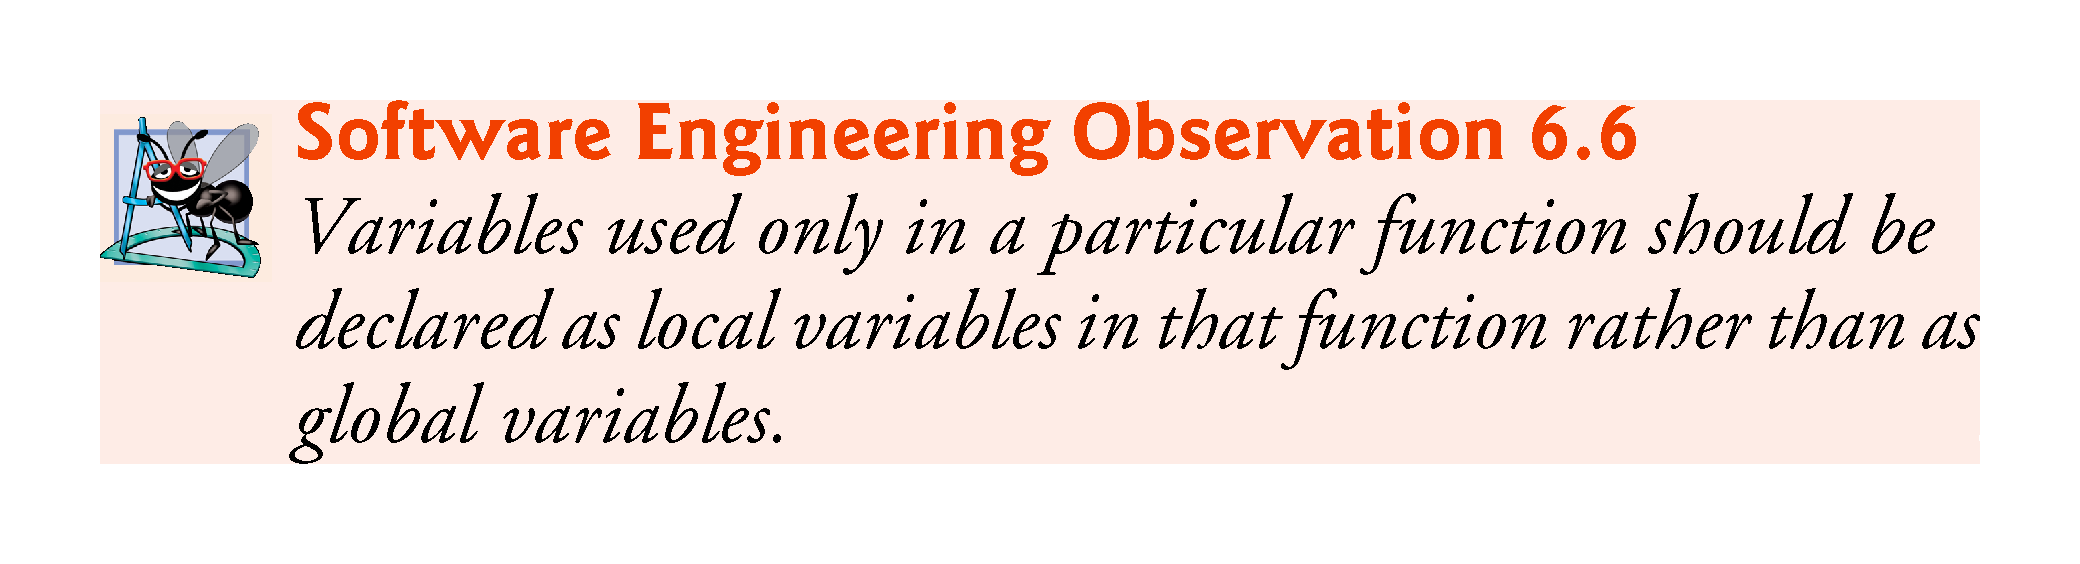 Software Engineering Observation 6.6
Variables used only in a particular function should be
declared as local variables in that function rather than as
global variables.